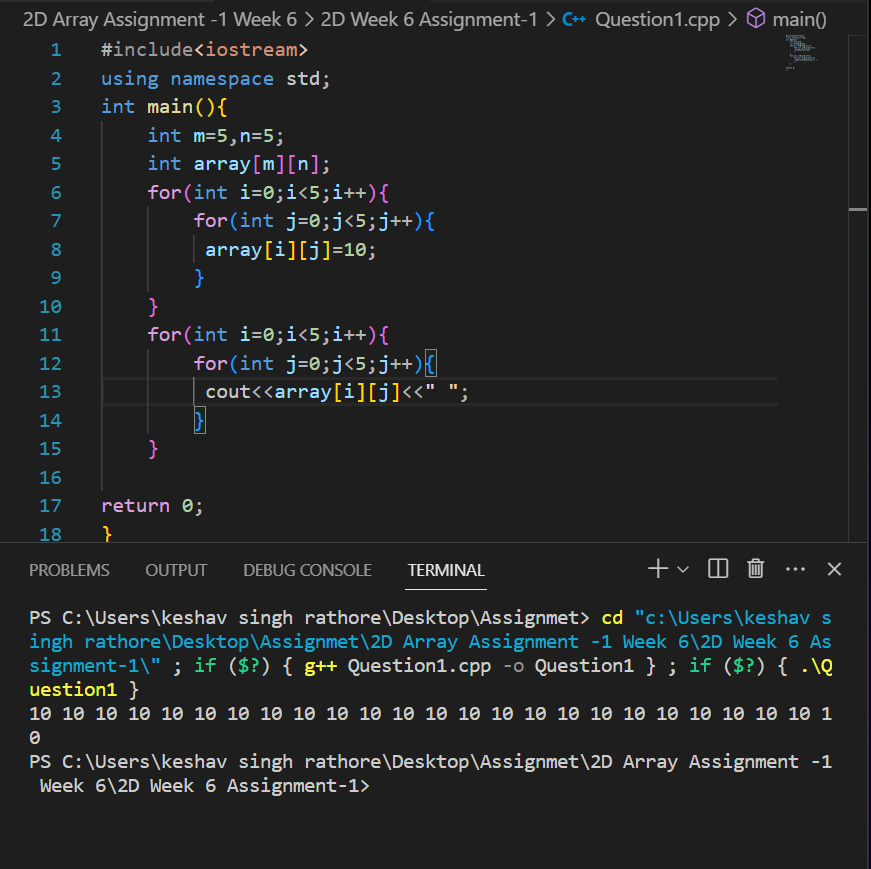 2D Array Assignment -1 Week 6 > 2D Week 6 Assignment-1 > C++ Question1.cpp > main()
1 #include<iostream>
2 using namespace std;
3 int main(){
4 int m=5,n=5;
5 int array[m][n];
6 for(int i=0;i<5;i++){
7 for(int j=0;j<5;j++){
8 array[i][j]=10;
9 }
10 }
11 for(int i=0;i<5;i++){
12 for(int j=0;j<5;j++){
13 cout<<array[i][j]<<" ";
14 }
15 }
16
17 return 0;
18 }
PROBLEMS OUTPUT DEBUG CONSOLE TERMINAL
PS C:\Users\keshav singh rathore\Desktop\Assignmet> cd "c:\Users\keshav s
ingh rathore\Desktop\Assignmet\2D Array Assignment -1 Week 6\2D Week 6 As
signment-1\" ; if ($?) { g++ Question1.cpp -o Question1 } ; if ($?) { .\Q
uestion1 }
10 10 10 10 10 10 10 10 10 10 10 10 10 10 10 10 10 10 10 10 10 10 10 10 1
0
PS C:\Users\keshav singh rathore\Desktop\Assignmet\2D Array Assignment -1
Week 6\2D Week 6 Assignment-1>